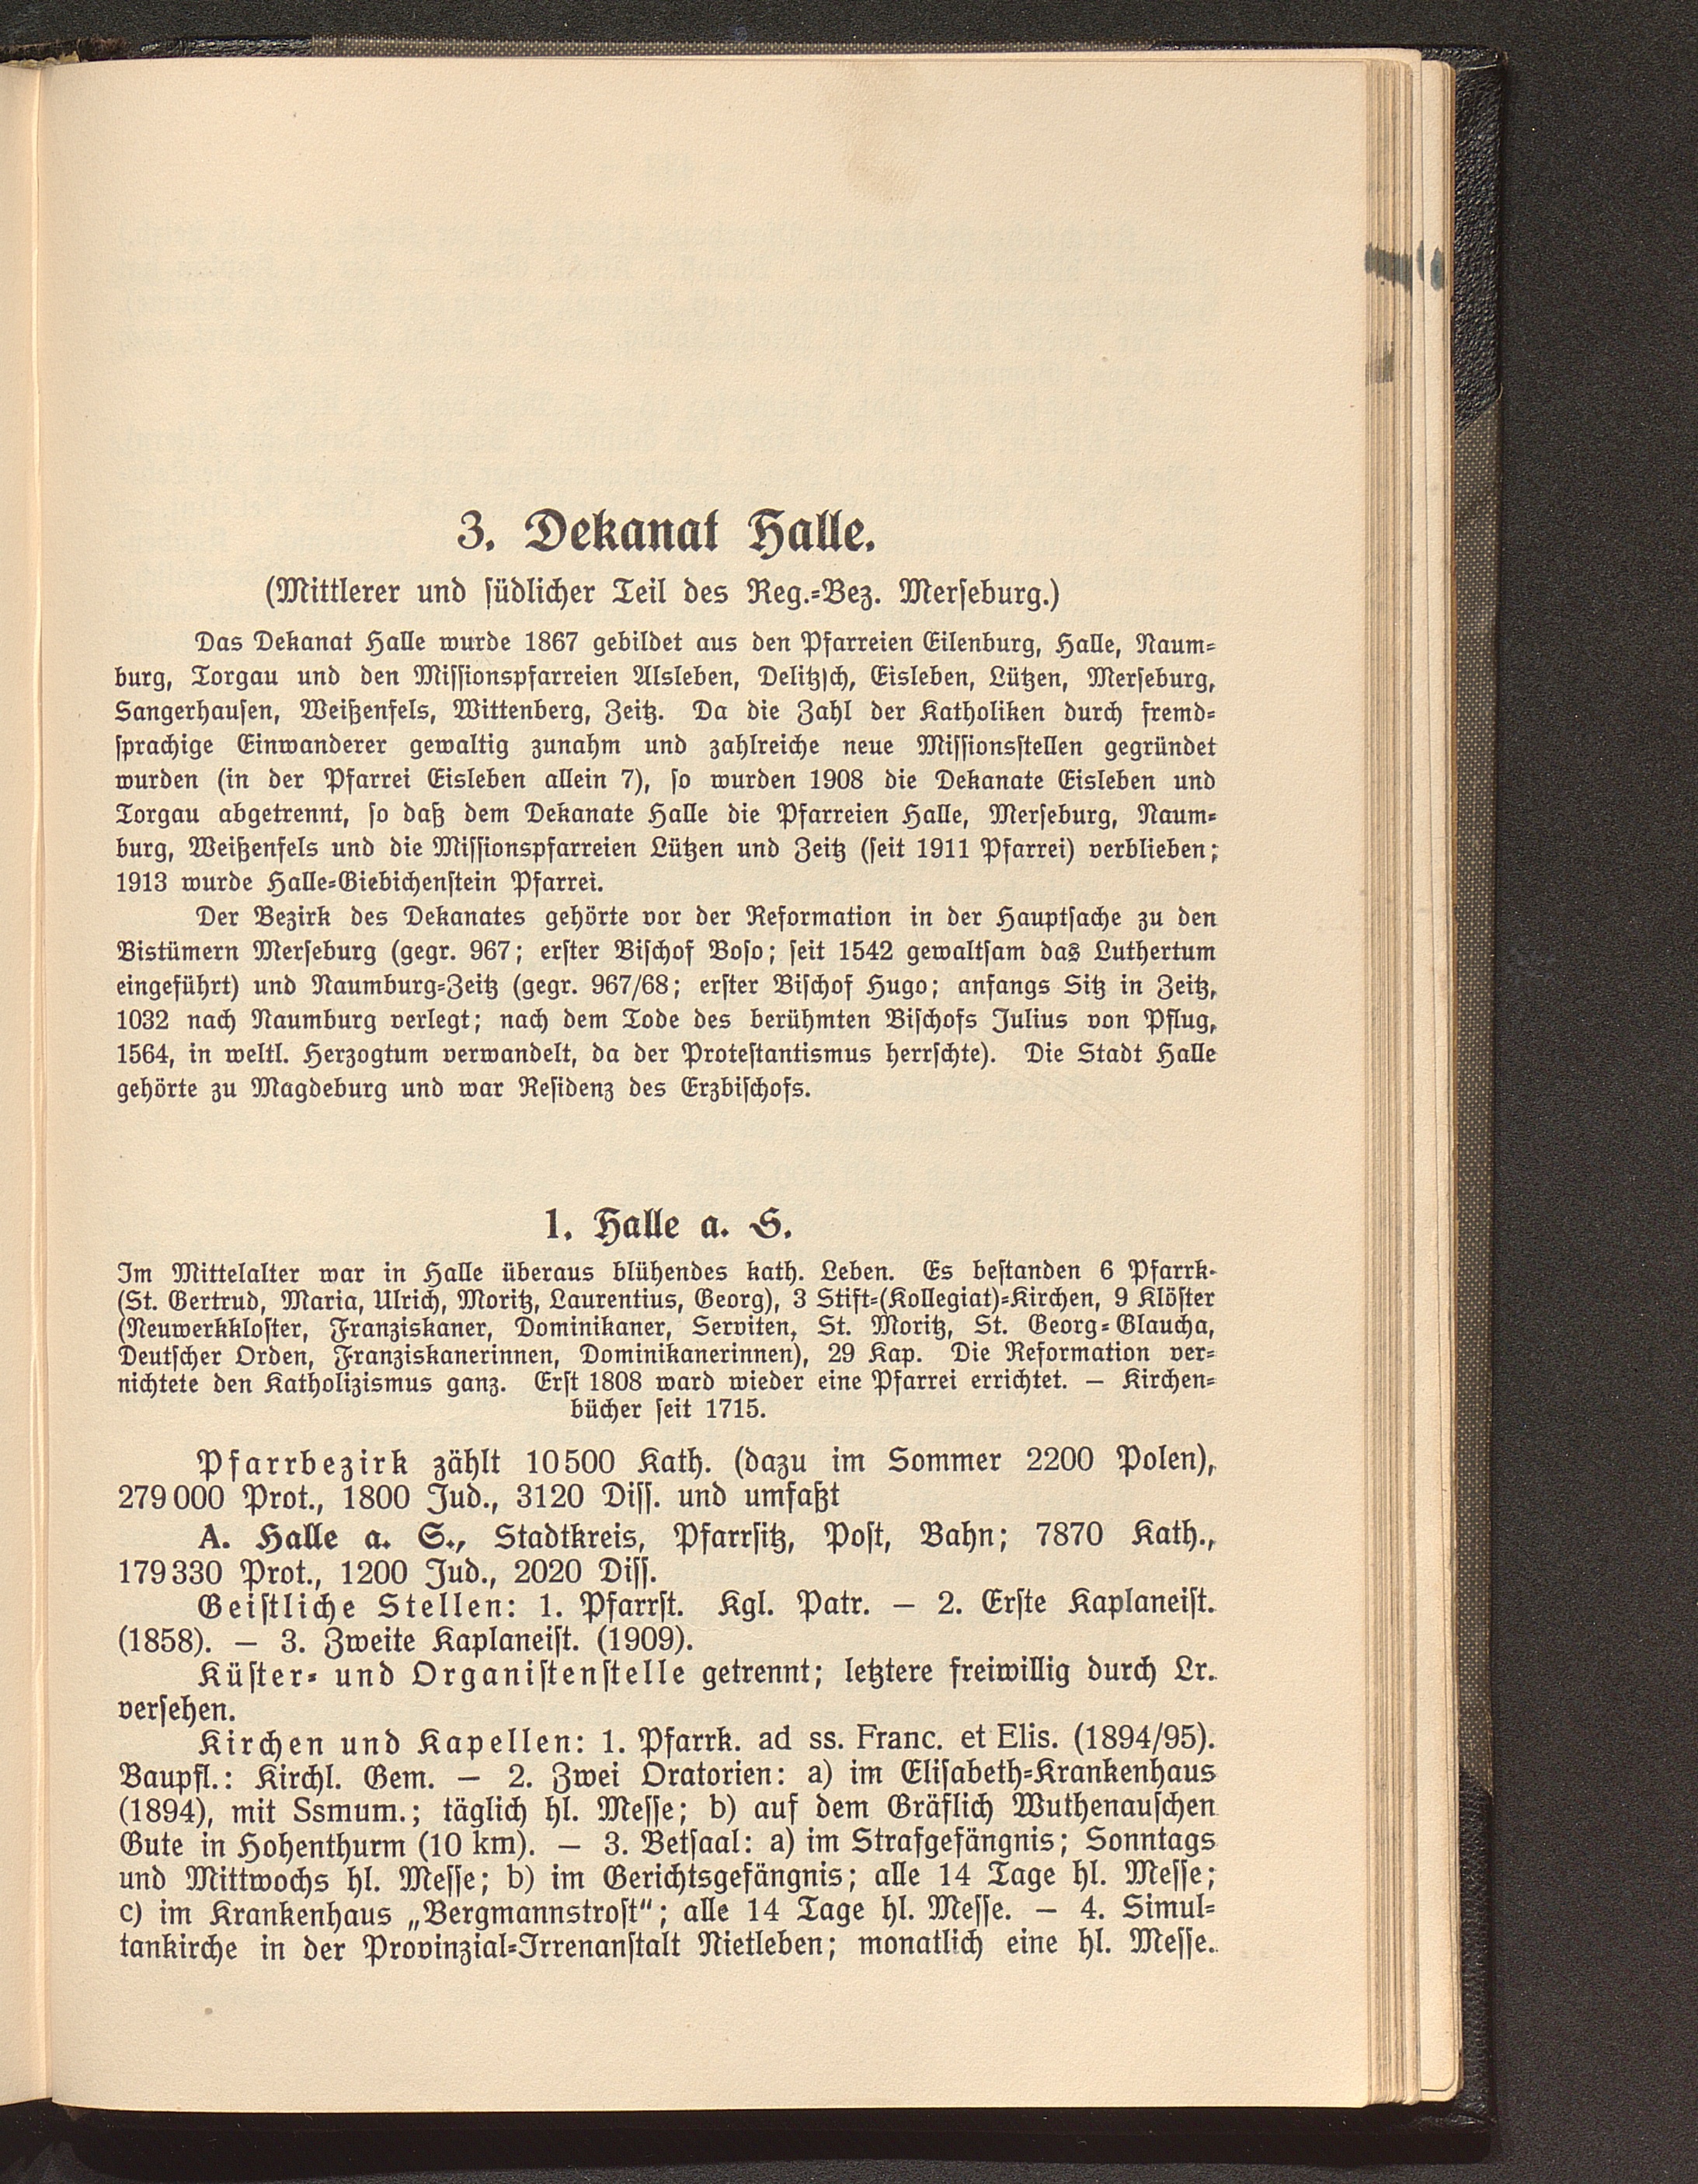 3. Dekanat Halle.
(Mittlerer und südlicher Teil des Reg.-Bez. Merseburg.)
Das Dekanat Halle wurde 1867 gebildet aus den Pfarreien Eilenburg, Halle, Naum-
burg, Torgau und den Missionspfarreien Alsleben, Delitzsch, Eisleben, Lützen, Merseburg,
Sangerhausen, Weißenfels, Wittenberg, Zeitz. Da die Zahl der Katholiken durch fremd-
sprachige Einwanderer gewaltig zunahm und zahlreiche neue Missionsstellen gegründet
wurden (in der Pfarrei Eisleben allein 7), so wurden 1908 die Dekanate Eisleben und
Torgau abgetrennt, so daß dem Dekanate Halle die Pfarreien Halle, Merseburg, Naum-
burg, Weißenfels und die Missionspfarreien Lützen und Zeitz (seit 1911 Pfarrei) verblieben;
1913 wurde Halle-Giebichenstein Pfarrei.
Der Bezirk des Dekanates gehörte vor der Reformation in der Hauptsache zu den
Bistümern Merseburg (gegr. 967; erster Bischof Boso; seit 1542 gewaltsam das Luthertum
eingeführt) und Naumburg-Zeitz (gegr. 967/68; erster Bischof Hugo; anfangs Sitz in Zeitz,
1032 nach Naumburg verlegt; nach dem Tode des berühmten Bischofs Julius von Pflug,
1564, in weltl. Herzogtum verwandelt, da der Protestantismus herrschte). Die Stadt Halle
gehörte zu Magdeburg und war Residenz des Erzbischofs.
1. Halle a. S.
Im Mittelalter war in Halle überaus blühendes kath. Leben. Es bestanden 6 Pfarrk.
(St. Gertrud, Maria, Ulrich, Moritz, Laurentius, Georg), 3 Stift-(Kollegiat)-Kirchen, 9 Klöster
(Neuwerkkloster, Franziskaner, Dominikaner, Serviten, St. Moritz, St. Georg-Glaucha,
Deutscher Orden, Franziskanerinnen, Dominikanerinnen), 29 Kap. Die Reformation ver-
nichtete den Katholizismus ganz. Erst 1808 ward wieder eine Pfarrei errichtet. — Kirchen-
bücher seit 1715.
Pfarrbezirk zählt 10500 Kath. (dazu im Sommer 2200 Polen),
279000 Prot., 1800 Jud., 3120 Diss. und umfaßt
A. Halle a. S., Stadtkreis, Pfarrsitz, Post, Bahn; 7870 Kath.,
179330 Prot., 1200 Jud., 2020 Diss.
Geistliche Stellen: 1. Pfarrst. Kgl. Patr. — 2. Erste Kaplaneist.
(1858). — 3. Zweite Kaplaneist. (1909).
Küster- und Organistenstelle getrennt; letztere freiwillig durch Lr.
versehen.
Kirchen und Kapellen: 1. Pfarrk. ad ss. Franc. et Elis. (1894/95).
Baupfl.: Kirchl. Gem. — 2. Zwei Oratorien: a) im Elisabeth-Krankenhaus
(1894), mit Ssmum.; täglich hl. Messe; b) auf dem Gräflich Wuthenauschen
Gute in Hohenthurm (10 km). — 3. Betsaal: a) im Strafgefängnis; Sonntags
und Mittwochs hl. Messe; b) im Gerichtsgefängnis; alle 14 Tage hl. Messe;
c) im Krankenhaus „Bergmannstrost“; alle 14 Tage hl. Messe. — 4. Simul-
tankirche in der Provinzial-Irrenanstalt Nietleben; monatlich eine hl. Messe.